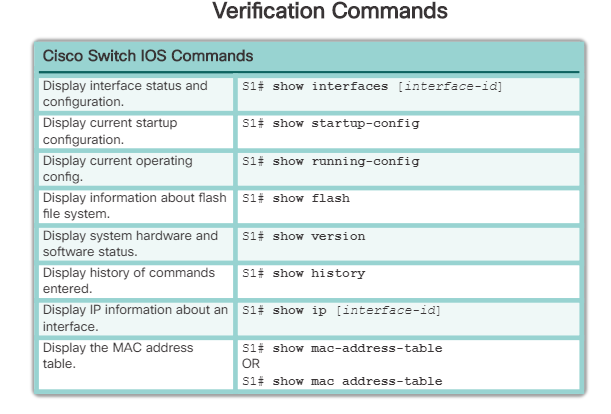 Verification Commands
Cisco Switch IOS Commands
Display interface status and
configuration.
S1# show interfaces [interface-id]
Display current startup
configuration.
S1# show startup-config
Display current operating
config.
S1# show running-config
Display information about flash
file system.
S1# show flash
Display system hardware and
software status.
S1# show version
Display history of commands
entered.
S1# show history
Display IP information about an
interface.
S1# show ip [interface-id]
Display the MAC address
table.
S1# show mac-address-table
OR
S1# show mac address-table